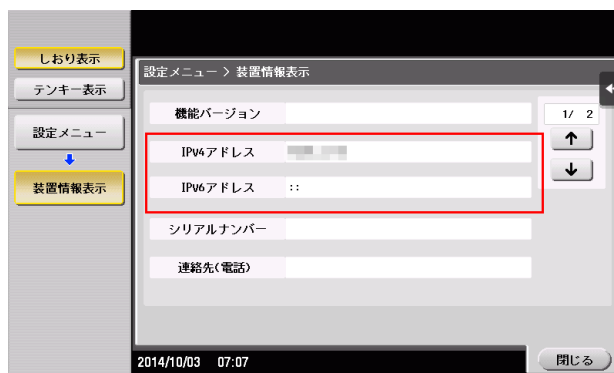 しおり表示
テンキー表示
設定メニュー
装置情報表示
設定メニュー > 装置情報表示
機能バージョン
1/ 2
IPv4アドレス
IPv6アドレス ::
シリアルナンバー
連絡先(電話)
2014/10/03 07:07
閉じる